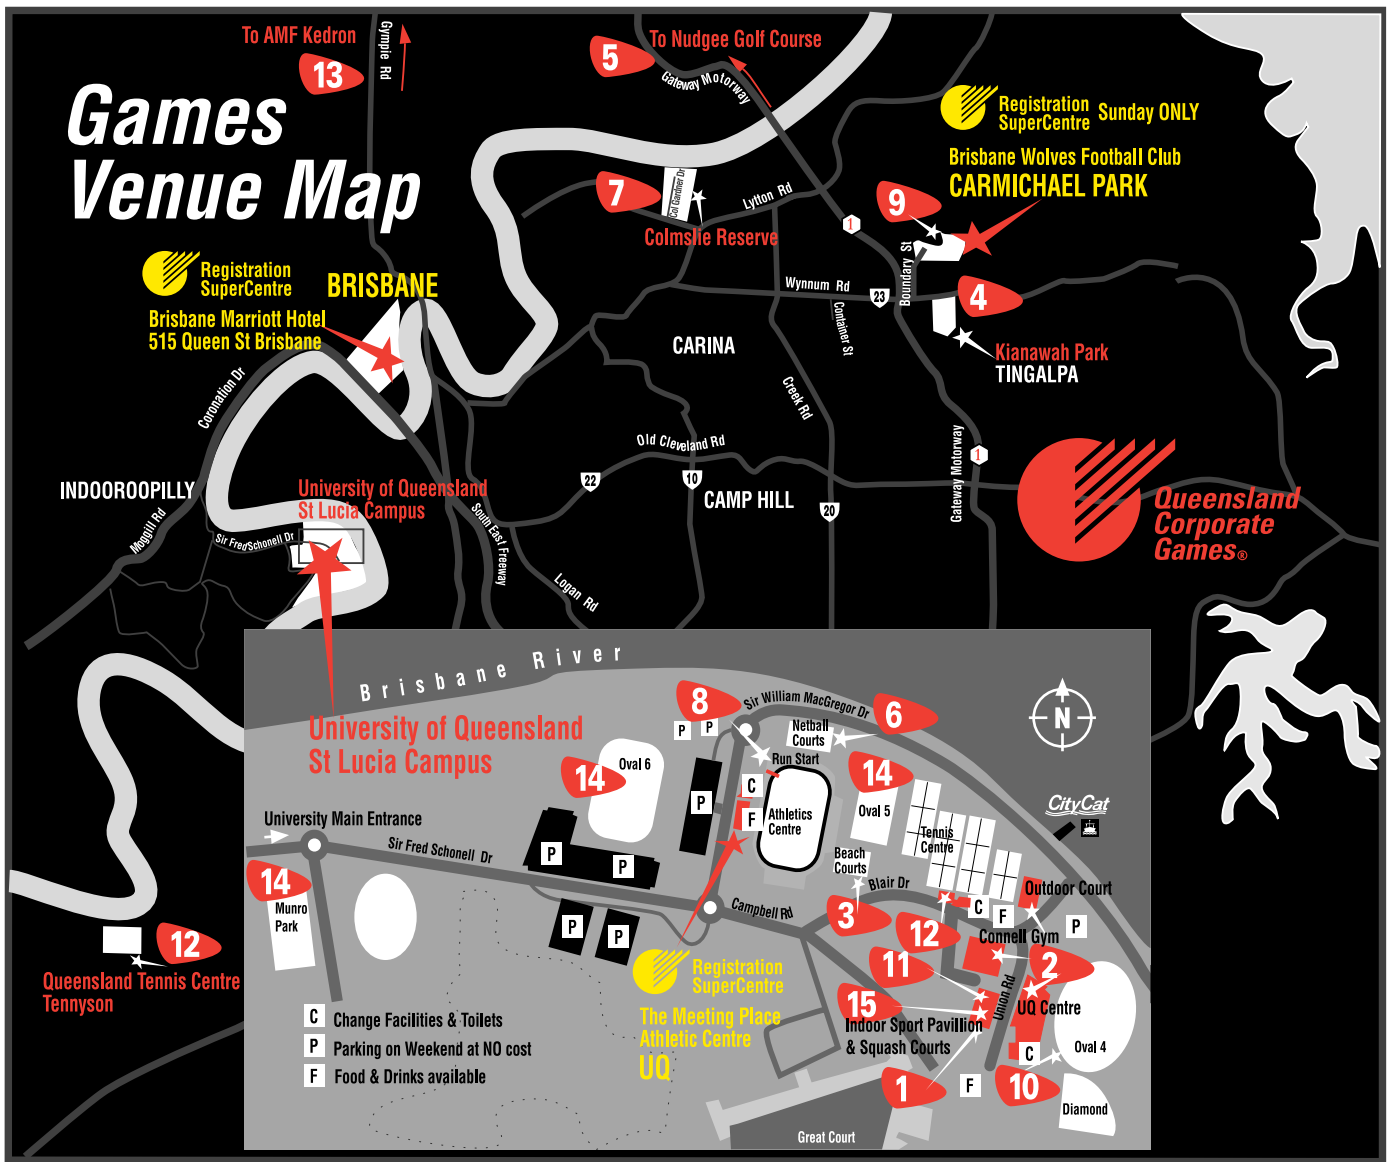 To AMF Kedron
13
Gympie Rd
5
To Nudgee Golf Course
Gateway Motorway
Games
Venue Map
Registration
SuperCentre
Sunday ONLY
Brisbane Wolves Football Club
CARMICHAEL PARK
7
Col Gardner Dr
Lytton Rd
Colmslie Reserve
9
1
Boundary St
Registration
SuperCentre
BRISBANE
Brisbane Marriott Hotel
515 Queen St Brisbane
Wynnum Rd
23
4
Container St
CARINA
Kianawah Park
TINGALPA
Coronation Dr
Creek Rd
Old Cleveland Rd
Gateway Motorway
1
22
10
CAMP HILL
20
INDOOROOPILLY
University of Queensland
St Lucia Campus
Moggill Rd
Sir Fred Schonell Dr
South East Freeway
Logan Rd
Queensland
Corporate
Games®
Brisbane River
University of Queensland
St Lucia Campus
8
Sir William MacGregor Dr
6
N
P
P
Netball
Courts
Run Start
14
Oval 6
14
Oval 5
C
P
F
Athletics
Centre
Tennis
Centre
CityCat
University Main Entrance
Sir Fred Schonell Dr
P
P
Beach
Courts
Blair Dr
Outdoor Court
14
Munro
Park
Campbell Rd
3
12
C
F
P
P
P
Connell Gym
12
Queensland Tennis Centre
Tennyson
Registration
SuperCentre
11
2
15
Union Rd
UQ Centre
The Meeting Place
Athletic Centre
UQ
Indoor Sport Pavillion
& Squash Courts
C
Oval 4
C Change Facilities & Toilets
P Parking on Weekend at NO cost
F Food & Drinks available
1
F
10
Diamond
Great Court